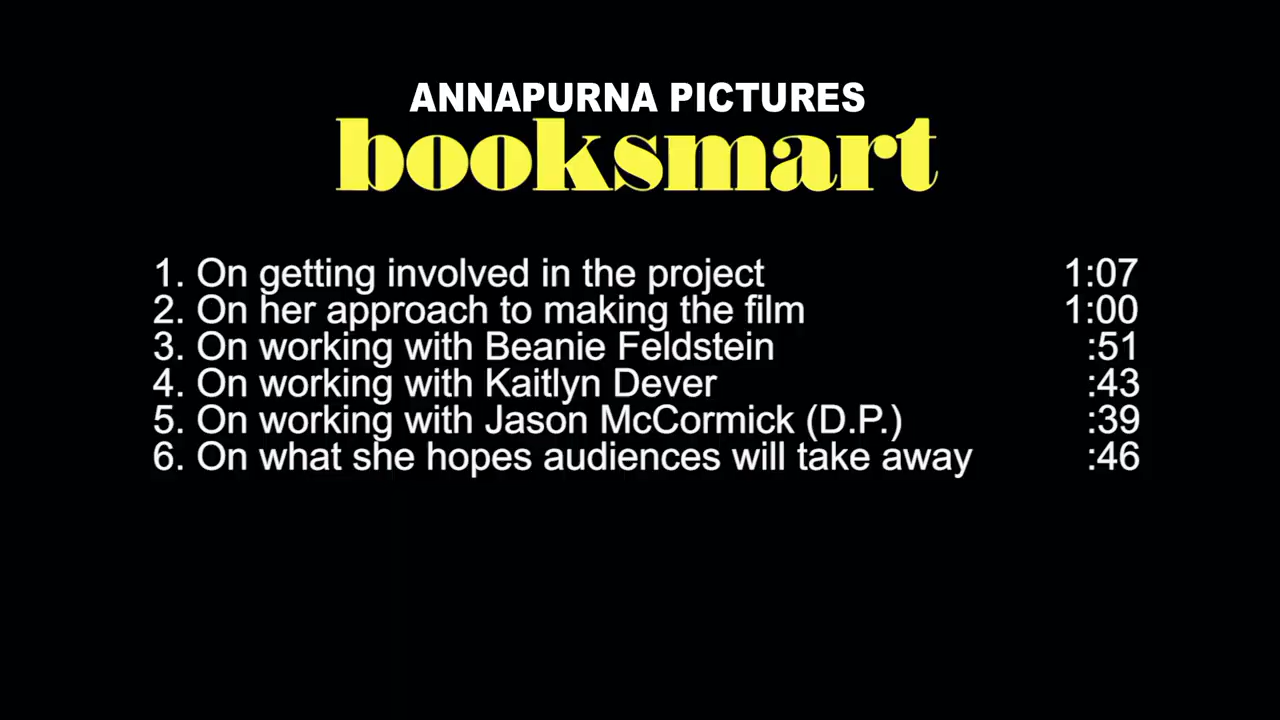 ANNAPURNA PICTURES
booksmart
1. On getting involved in the project 1:07
2. On her approach to making the film 1:00
3. On working with Beanie Feldstein :51
4. On working with Kaitlyn Dever :43
5. On working with Jason McCormick (D.P.) :39
6. On what she hopes audiences will take away :46